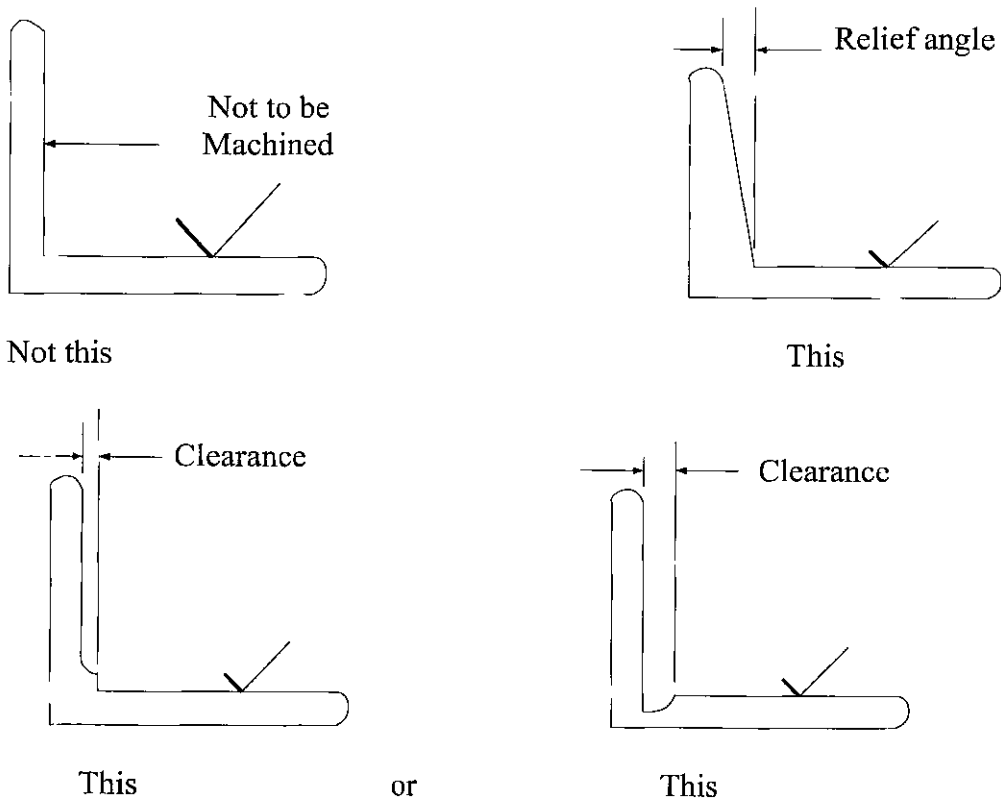 Relief angle
Not to be
Machined
Not this
This
Clearance
Clearance
This
or
This